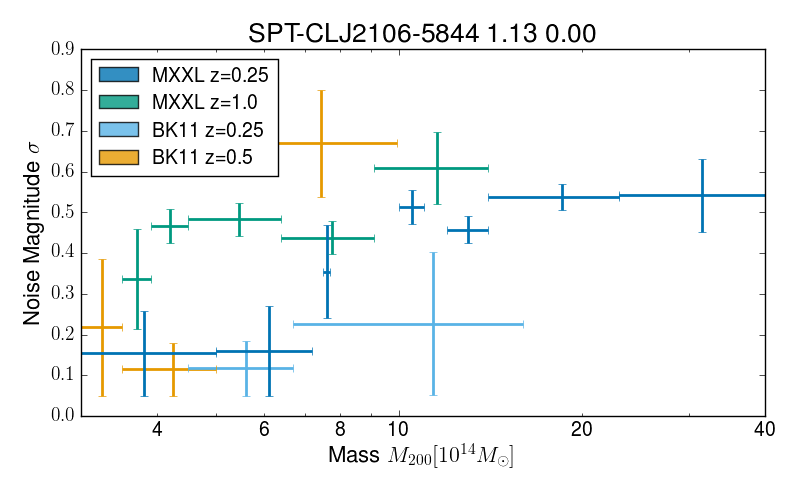 SPT-CLJ2106-5844 1.13 0.00
MXXL z=0.25
MXXL z=1.0
BK11 z=0.25
BK11 z=0.5
Noise Magnitude σ
0.9
0.8
0.7
0.6
0.5
0.4
0.3
0.2
0.1
0.0
4 6 8 10 20 40
Mass M₂₀₀[10¹⁴M☉]